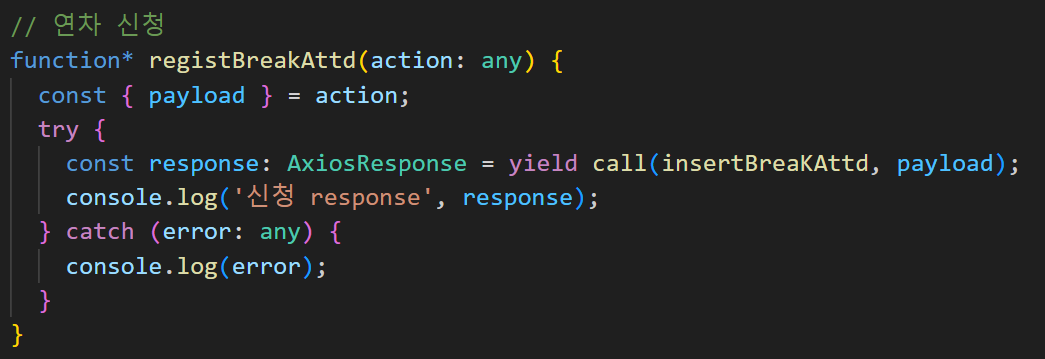 // 연차 신청
function* registBreakAttd(action: any) {
const { payload } = action;
try {
const response: AxiosResponse = yield call(insertBreaKAttd, payload);
console.log('신청 response', response);
} catch (error: any) {
console.log(error);
}
}